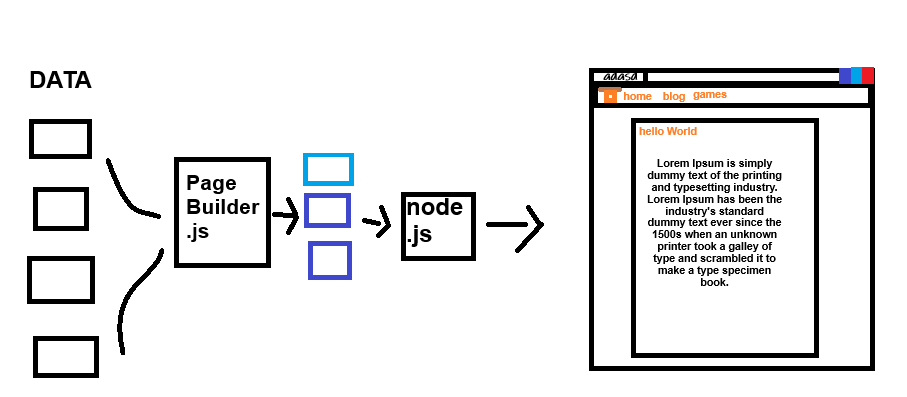 DATA
Page
Builder
.js
node
.js
adasd
home blog games
hello World
Lorem Ipsum is simply
dummy text of the printing
and typesetting industry.
Lorem Ipsum has been the
industry's standard
dummy text ever since the
1500s when an unknown
printer took a galley of
type and scrambled it to
make a type specimen
book.